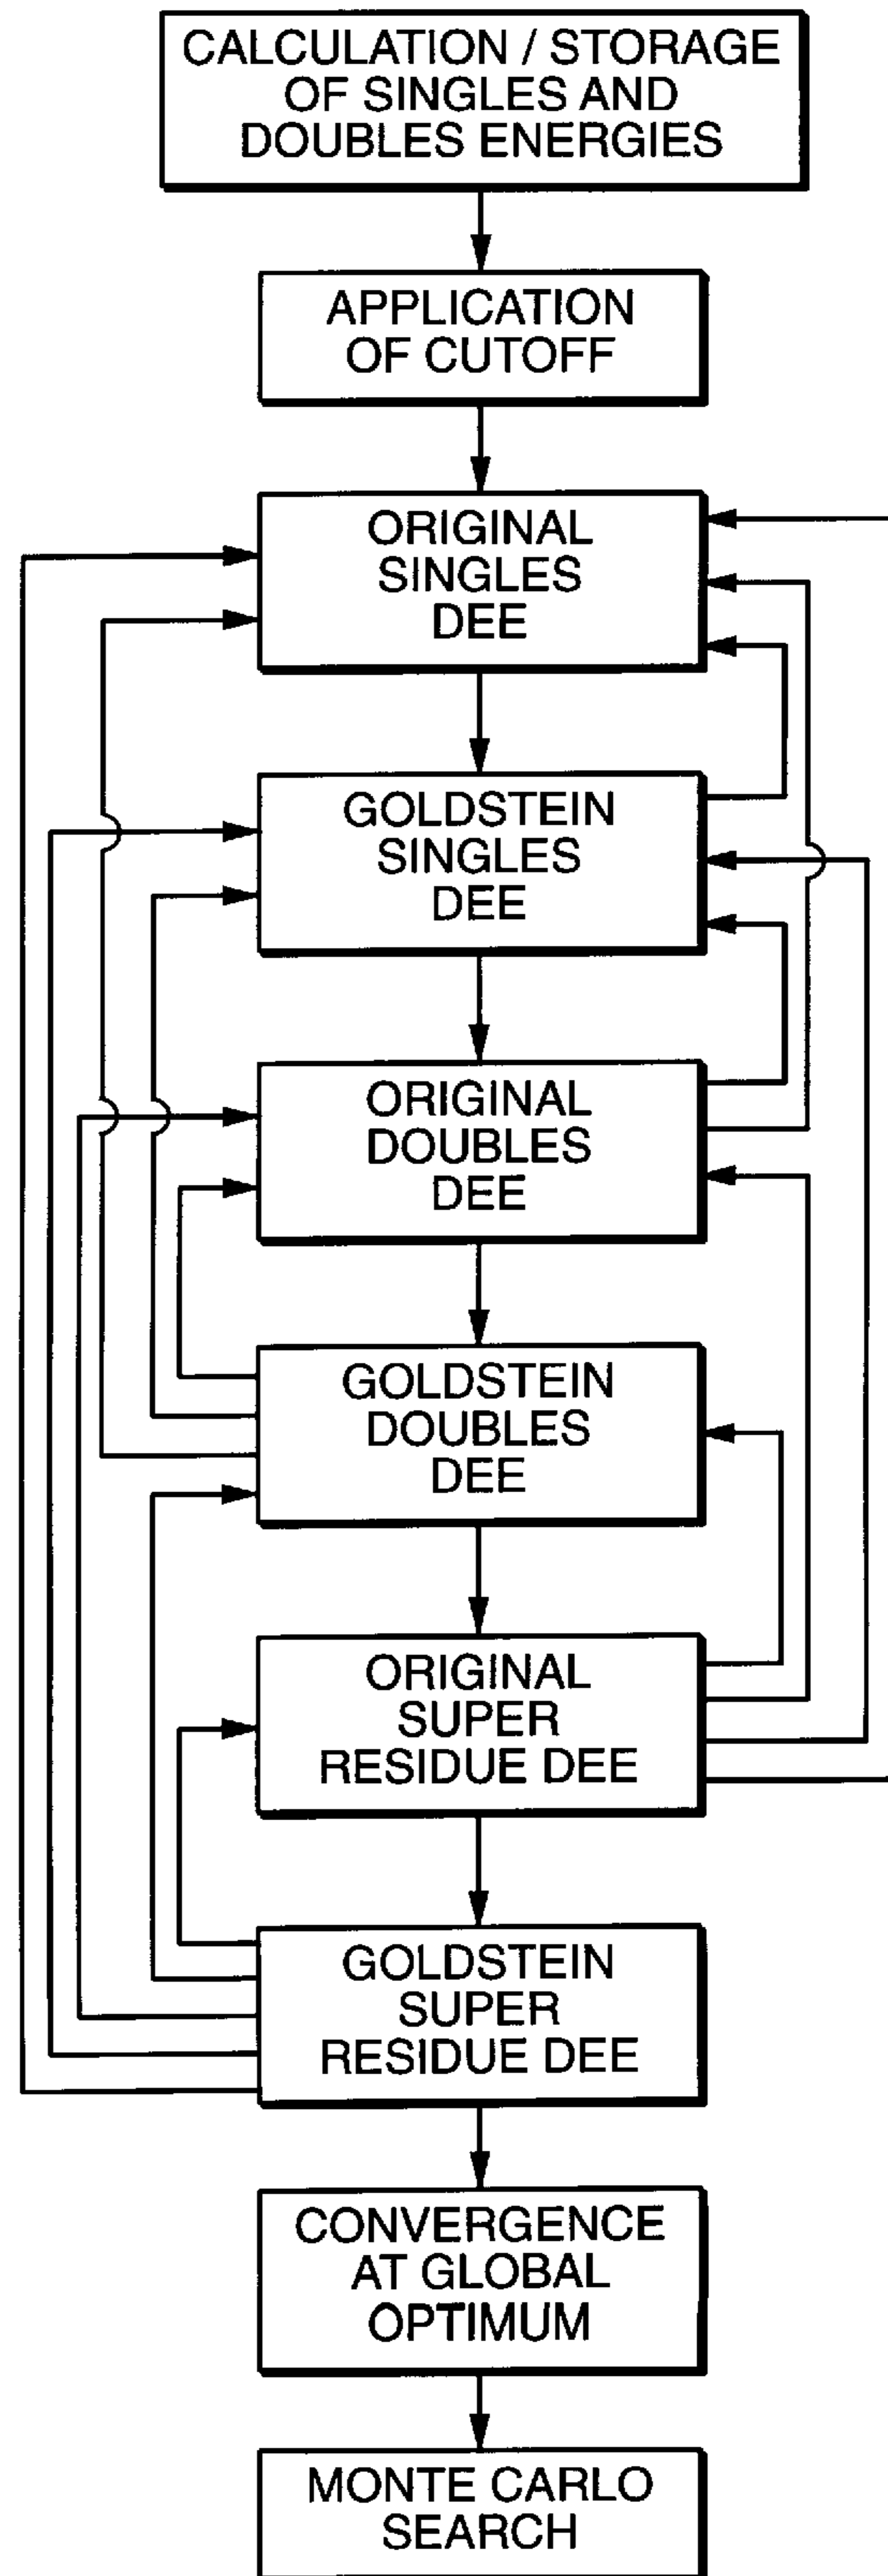 CALCULATION / STORAGE
OF SINGLES AND
DOUBLES ENERGIES
APPLICATION
OF CUTOFF
ORIGINAL
SINGLES
DEE
GOLDSTEIN
SINGLES
DEE
ORIGINAL
DOUBLES
DEE
GOLDSTEIN
DOUBLES
DEE
ORIGINAL
SUPER
RESIDUE DEE
GOLDSTEIN
SUPER
RESIDUE DEE
CONVERGENCE
AT GLOBAL
OPTIMUM
MONTE CARLO
SEARCH